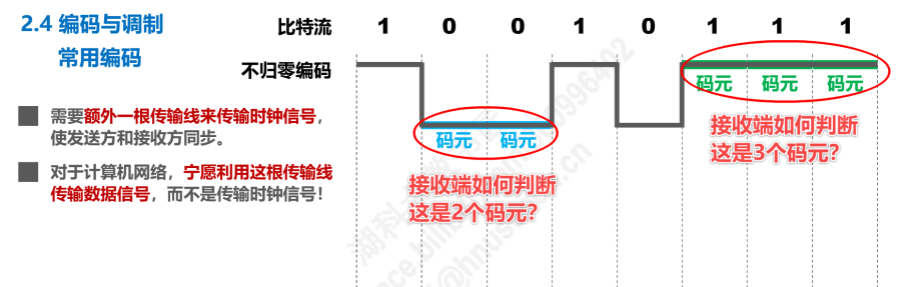 2.4 编码与调制
常用编码
比特流 1 0 0 1 0 1 1 1
不归零编码
码元 码元
码元 码元 码元
需要额外一根传输线来传输时钟信号，
使发送方和接收方同步。
对于计算机网络，宁愿利用这根传输线
传输数据信号，而不是传输时钟信号！
接收端如何判断
这是2个码元？
接收端如何判断
这是3个码元？